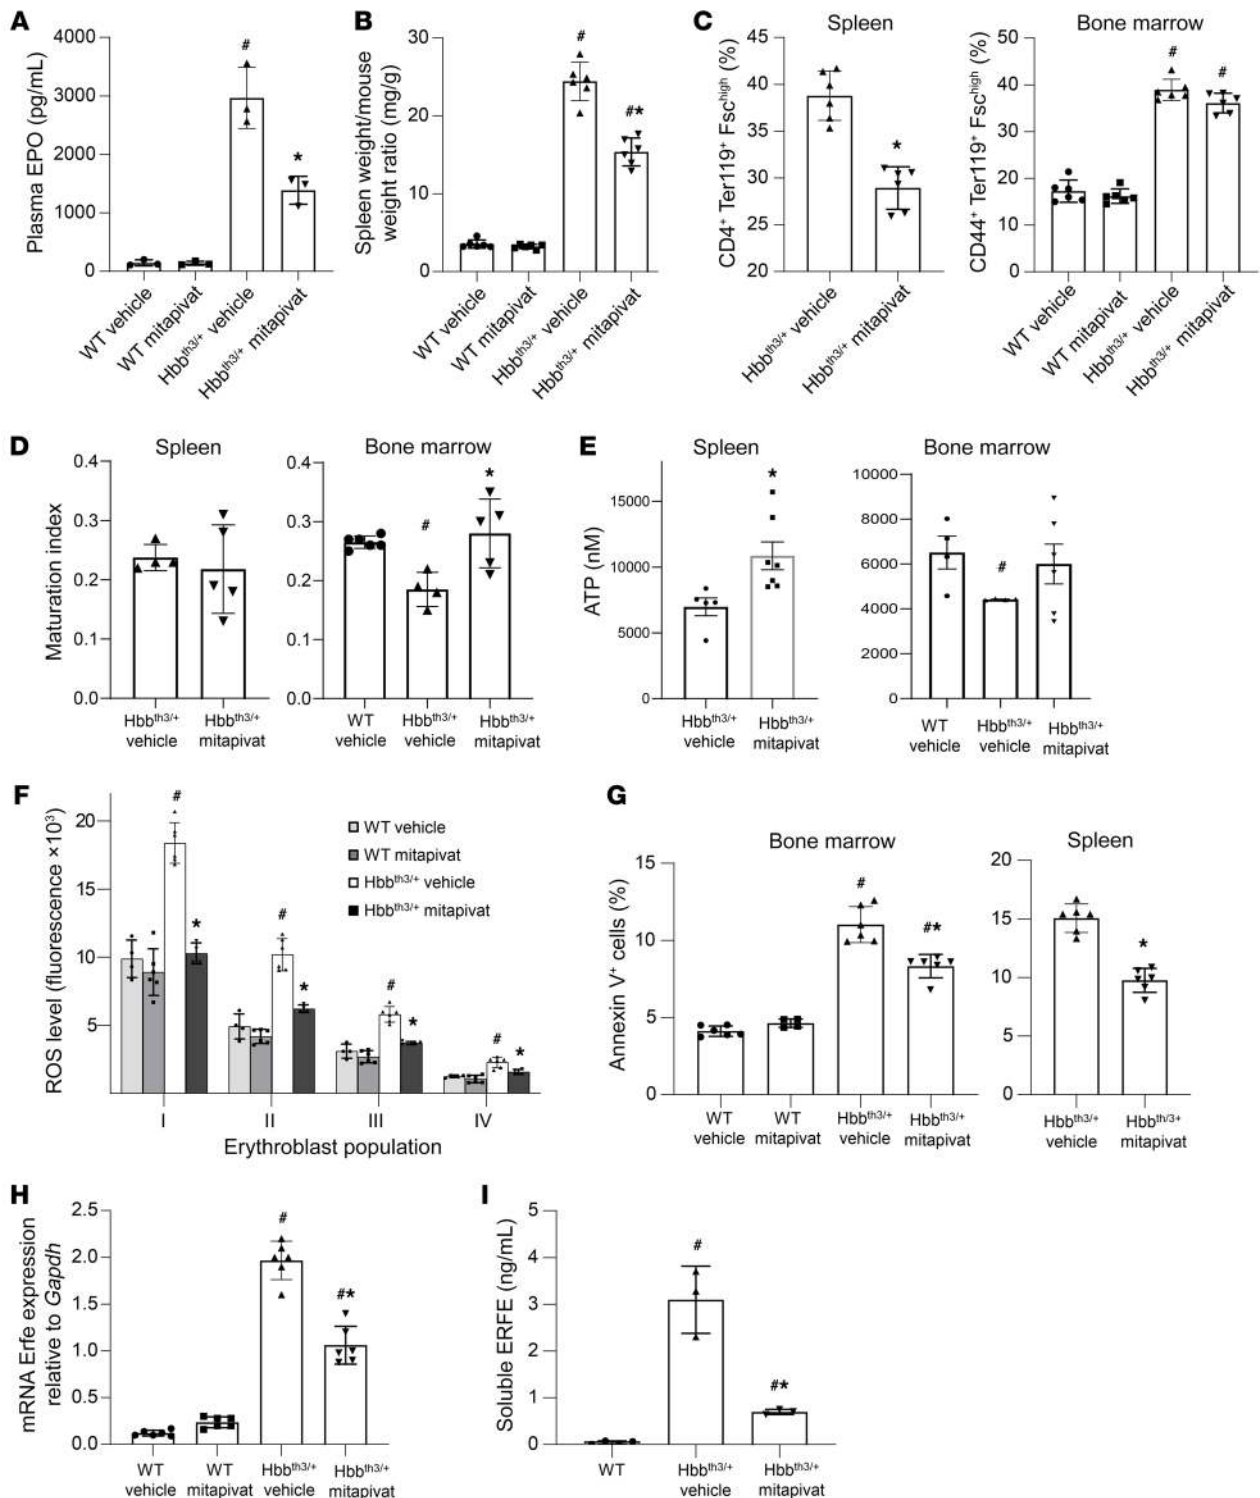 A
Plasma EPO (pg/mL)
4000
3000
2000
1000
0
#
*
WT vehicle
WT mitapivat
Hbbth3/+ vehicle
Hbbth3/+ mitapivat
B
Spleen weight/mouse
weight ratio (mg/g)
30
20
10
0
#
#*
WT vehicle
WT mitapivat
Hbbth3/+ vehicle
Hbbth3/+ mitapivat
C
Spleen
CD4+ Ter119+ Fschigh (%)
45
40
35
30
25
20
*
Hbbth3/+ vehicle
Hbbth3/+ mitapivat
Bone marrow
CD44+ Ter119+ Fschigh (%)
50
40
30
20
10
0
#
#
WT vehicle
WT mitapivat
Hbbth3/+ vehicle
Hbbth3/+ mitapivat
D
Spleen
Maturation index
0.4
0.3
0.2
0.1
0.0
Hbbth3/+
vehicle
Hbbth3/+
mitapivat
Bone marrow
0.4
0.3
0.2
0.1
0.0
#
*
WT
vehicle
Hbbth3/+
vehicle
Hbbth3/+
mitapivat
E
Spleen
ATP (nM)
15000
10000
5000
0
*
Hbbth3/+
vehicle
Hbbth3/+
mitapivat
Bone marrow
10000
8000
6000
4000
2000
0
#
WT
vehicle
Hbbth3/+
vehicle
Hbbth3/+
mitapivat
F
ROS level (fluorescence ×10³)
20
15
10
5
#
*
#
*
#
*
#
*
WT vehicle
WT mitapivat
Hbbth3/+ vehicle
Hbbth3/+ mitapivat
I
II
III
IV
Erythroblast population
G
Bone marrow
Annexin V+ cells (%)
15
10
5
0
#
#*
WT
vehicle
WT
mitapivat
Hbbth3/+
vehicle
Hbbth3/+
mitapivat
Spleen
20
15
10
5
0
*
Hbbth3/+
vehicle
Hbbth/3+
mitapivat
H
mRNA Erfe expression
relative to Gapdh
2.5
2.0
1.5
1.0
0.5
0.0
#
#*
WT
vehicle
WT
mitapivat
Hbbth3/+
vehicle
Hbbth3/+
mitapivat
I
Soluble ERFE (ng/mL)
5
4
3
2
1
0
#
#*
WT
Hbbth3/+
vehicle
Hbbth3/+
mitapivat